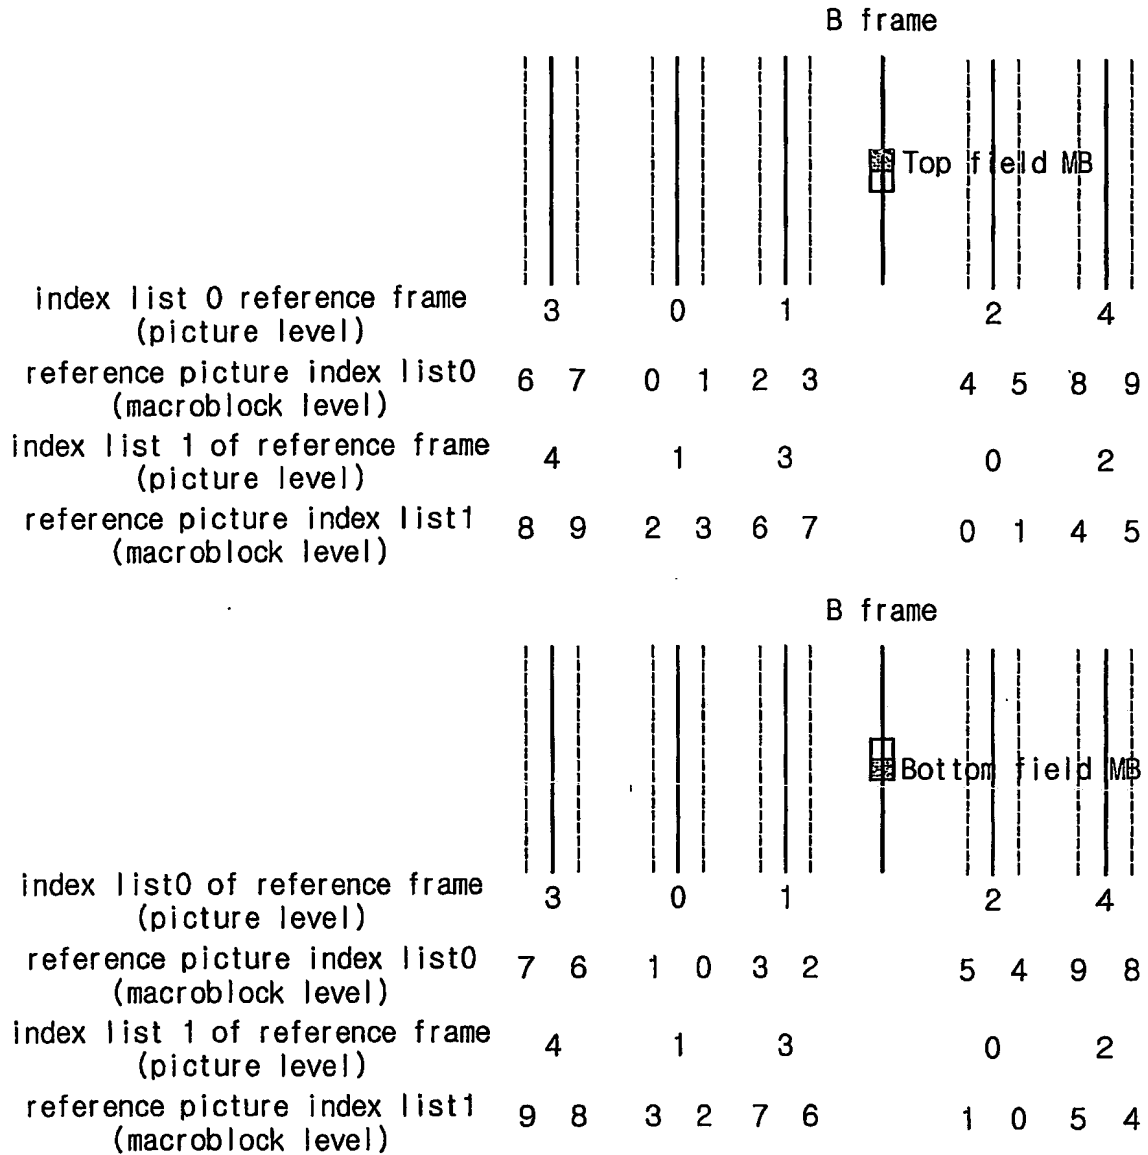 B frame
Top field MB
index list 0 reference frame
(picture level)
3 0 1 2 4
reference picture index list0
(macroblock level)
6 7 0 1 2 3 4 5 8 9
index list 1 of reference frame
(picture level)
4 1 3 0 2
reference picture index list1
(macroblock level)
8 9 2 3 6 7 0 1 4 5
B frame
Bottom field MB
index list0 of reference frame
(picture level)
3 0 1 2 4
reference picture index list0
(macroblock level)
7 6 1 0 3 2 5 4 9 8
index list 1 of reference frame
(picture level)
4 1 3 0 2
reference picture index list1
(macroblock level)
9 8 3 2 7 6 1 0 5 4